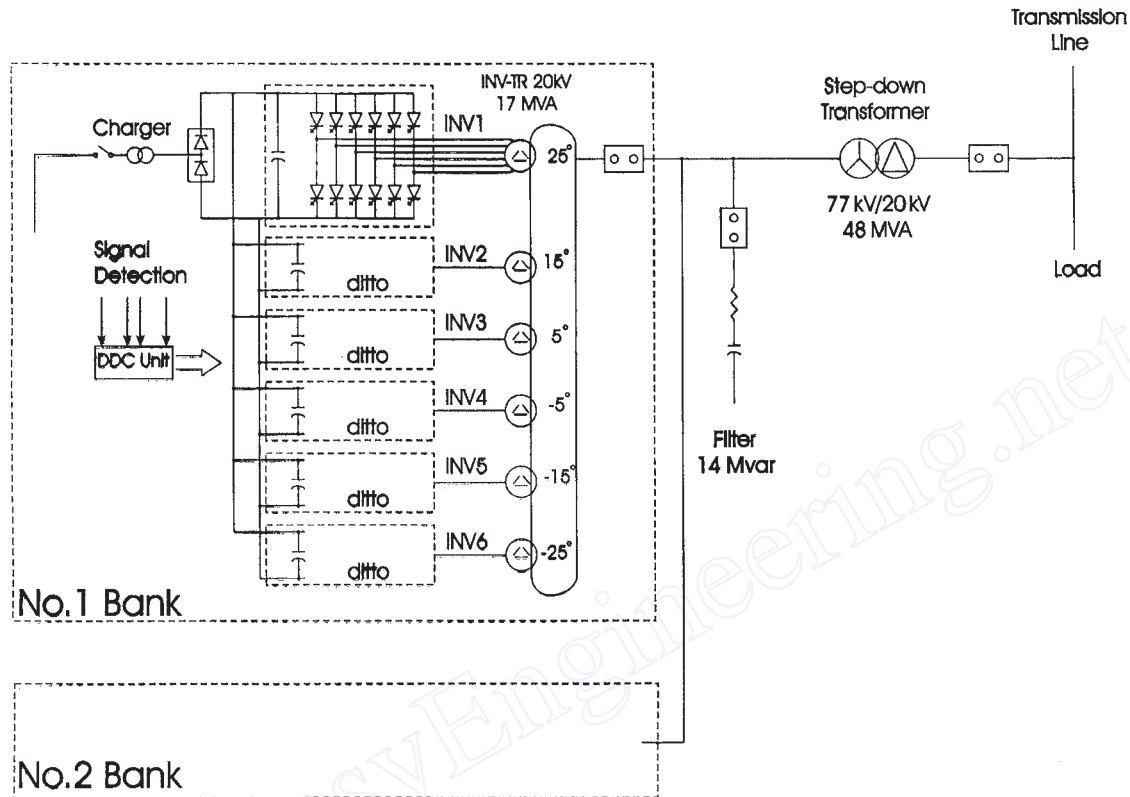 Transmission
Line
INV-TR 20kV
17 MVA
Step-down
Transformer
Charger
INV1
25°
77 kV/20 kV
48 MVA
Signal
Detection
INV2
15°
ditto
Load
INV3
5°
DDC Unit
ditto
INV4
-5°
ditto
Filter
14 Mvar
INV5
-15°
ditto
INV6
-25°
ditto
No.1 Bank
No.2 Bank